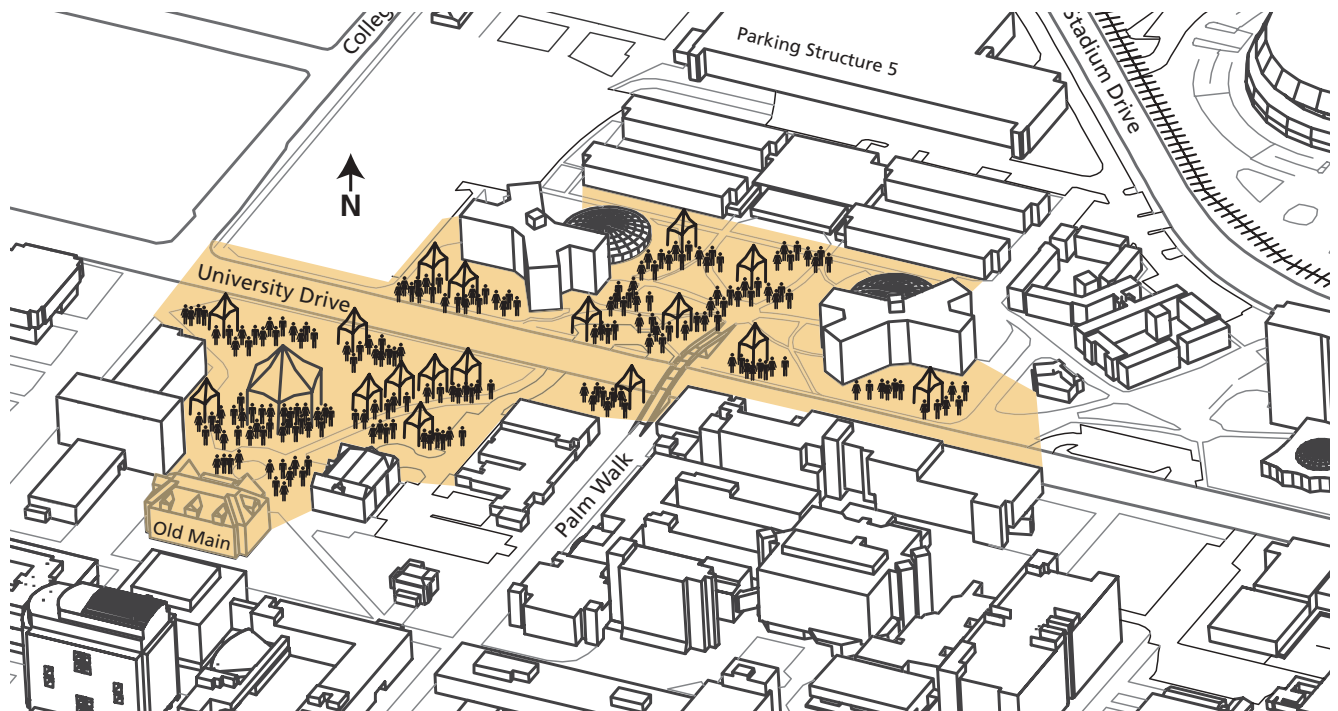 Parking Structure 5
Stadium Drive
N
University Drive
Palm Walk
Old Main